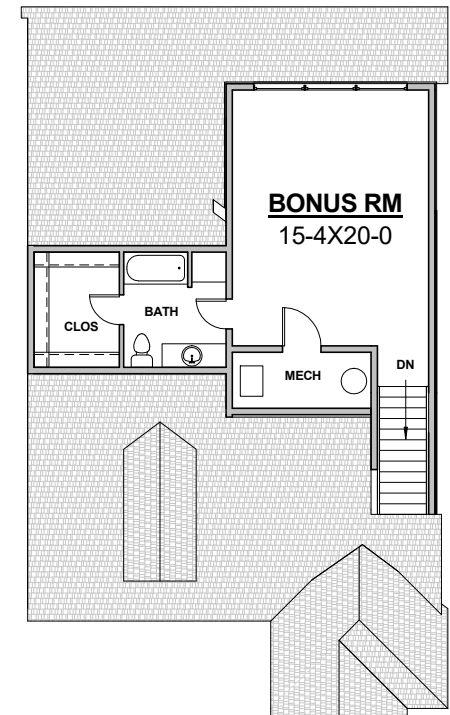 BONUS RM
15-4X20-0
BATH
CLOS
DN
MECH